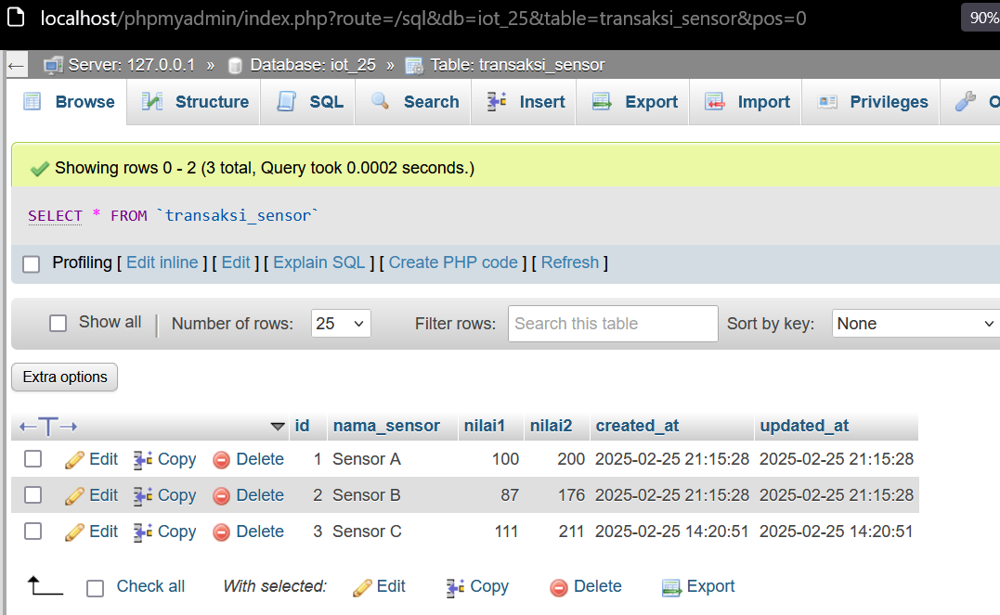 localhost/phpmyadmin/index.php?route=/sql&db=iot_25&table=transaksi_sensor&pos=0 90%
Server: 127.0.0.1 » Database: iot_25 » Table: transaksi_sensor
Browse Structure SQL Search Insert Export Import Privileges O
Showing rows 0 - 2 (3 total, Query took 0.0002 seconds.)
SELECT * FROM `transaksi_sensor`
Profiling [ Edit inline ] [ Edit ] [ Explain SQL ] [ Create PHP code ] [ Refresh ]
Show all | Number of rows: 25 Filter rows: Search this table Sort by key: None
Extra options
←T→ id nama_sensor nilai1 nilai2 created_at updated_at
Edit Copy Delete 1 Sensor A 100 200 2025-02-25 21:15:28 2025-02-25 21:15:28
Edit Copy Delete 2 Sensor B 87 176 2025-02-25 21:15:28 2025-02-25 21:15:28
Edit Copy Delete 3 Sensor C 111 211 2025-02-25 14:20:51 2025-02-25 14:20:51
Check all With selected: Edit Copy Delete Export